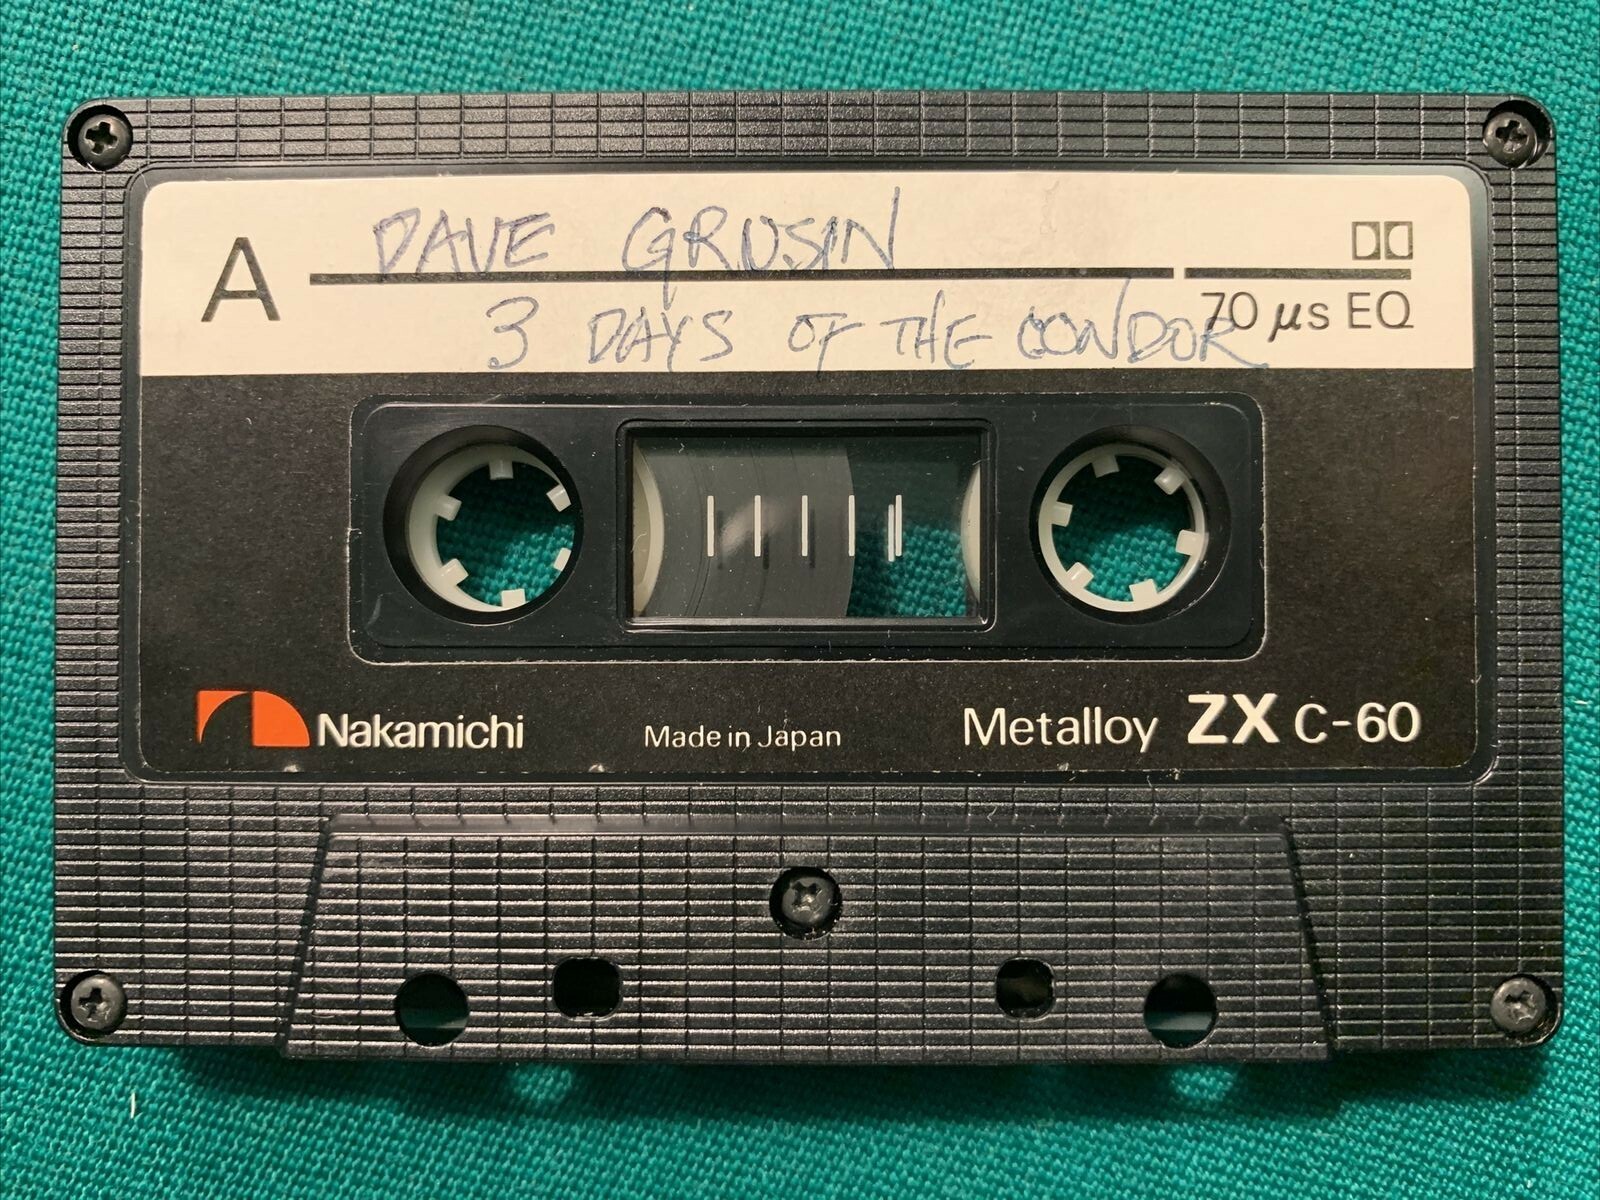 A
DAVE GRUSIN
70 µs EQ
3 DAYS OF THE CONDOR
Nakamichi
Made in Japan
Metalloy ZX C-60